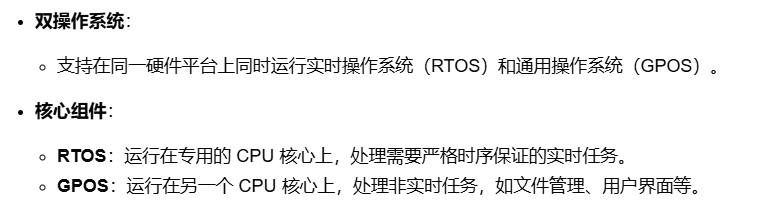 • 双操作系统：
◦ 支持在同一硬件平台上同时运行实时操作系统（RTOS）和通用操作系统（GPOS）。
• 核心组件：
◦ RTOS：运行在专用的 CPU 核心上，处理需要严格时序保证的实时任务。
◦ GPOS：运行在另一个 CPU 核心上，处理非实时任务，如文件管理、用户界面等。